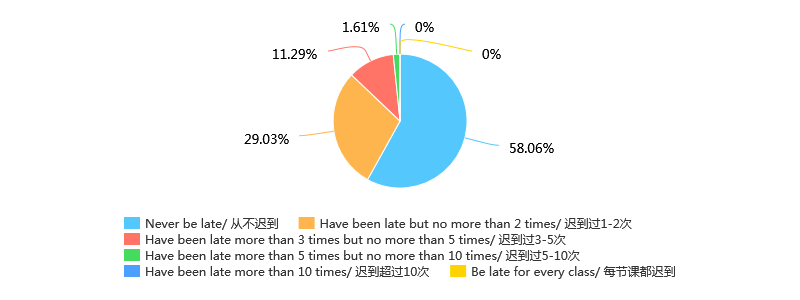 1.61%
0%
11.29%
0%
29.03%
58.06%
Never be late/ 从不迟到
Have been late but no more than 2 times/ 迟到过1-2次
Have been late more than 3 times but no more than 5 times/ 迟到过3-5次
Have been late more than 5 times but no more than 10 times/ 迟到过5-10次
Have been late more than 10 times/ 迟到超过10次
Be late for every class/ 每节课都迟到